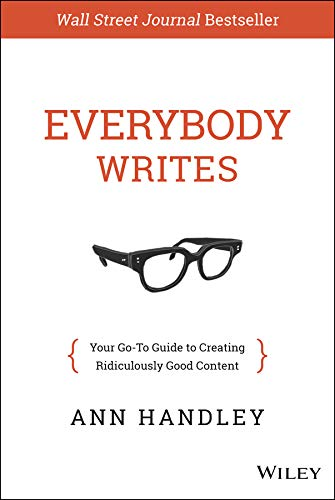 Wall Street Journal Bestseller
EVERYBODY
WRITES
{ Your Go-To Guide to Creating }
Ridiculously Good Content
ANN HANDLEY
WILEY